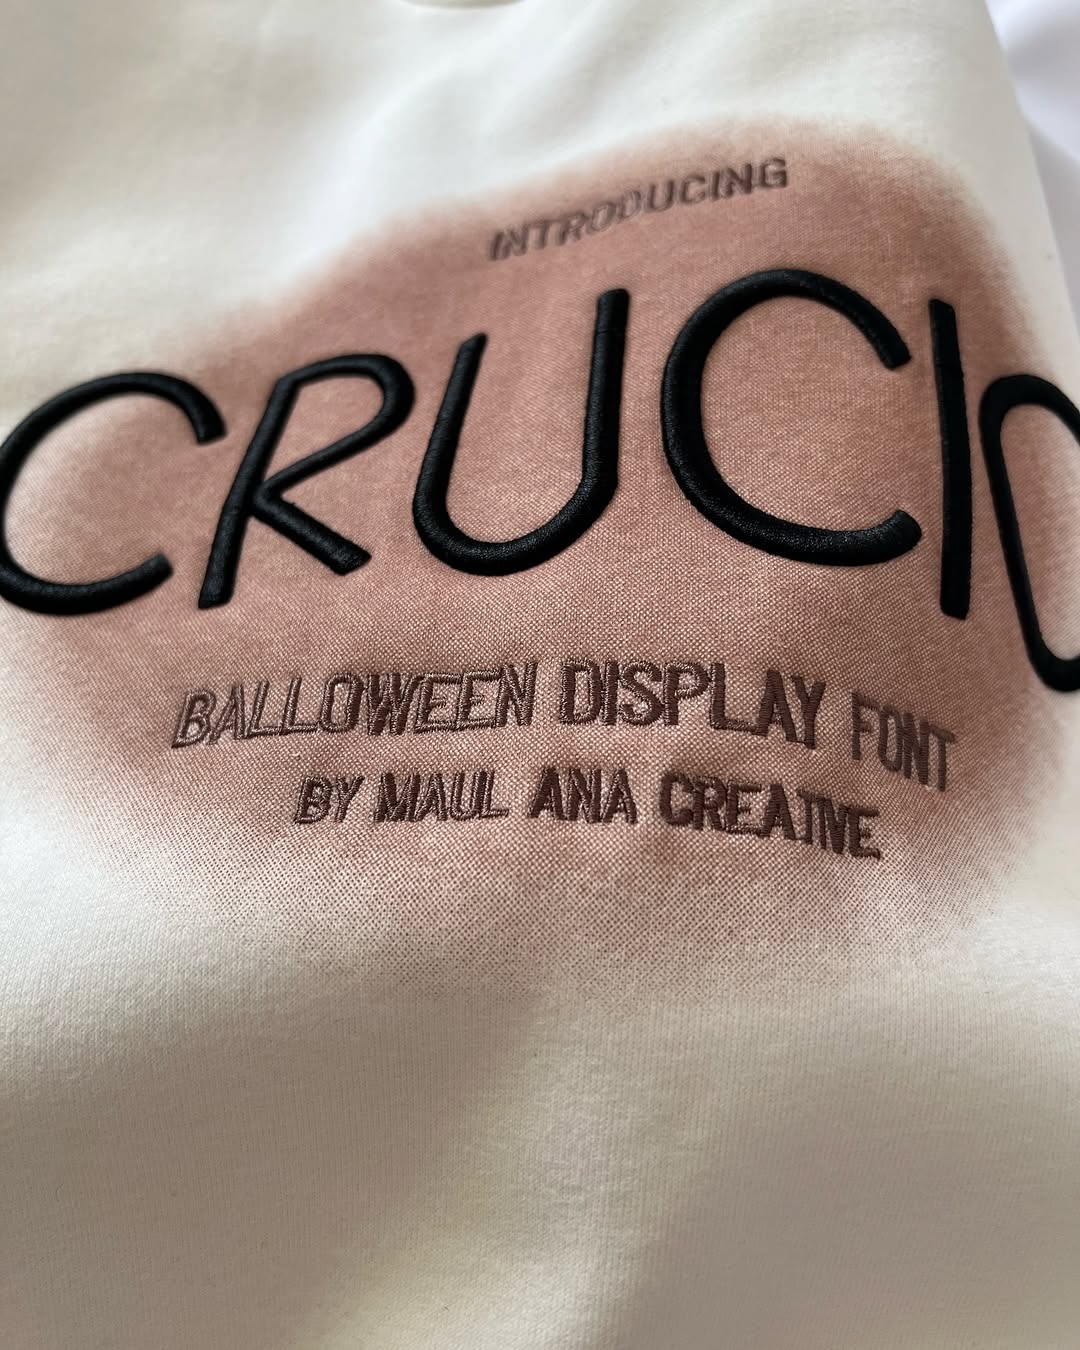 INTRODUCING
CRUCIO
BALLOWEEN DISPLAY FONT
BY MAUL ANA CREATIVE